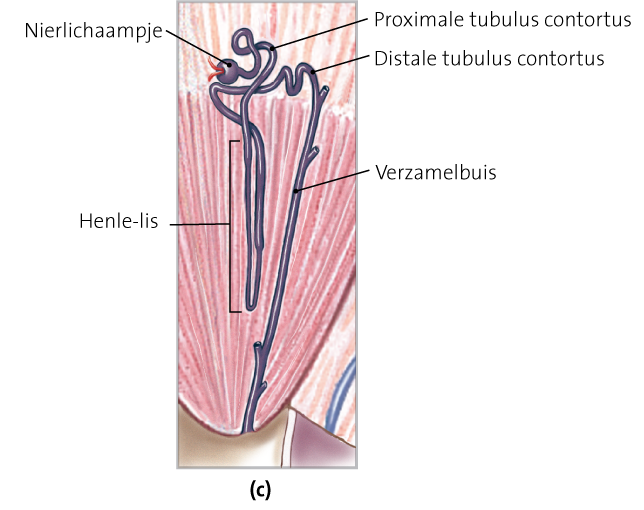 Proximale tubulus contortus
Nierlichaampje
Distale tubulus contortus
Verzamelbuis
Henle-lis
(c)